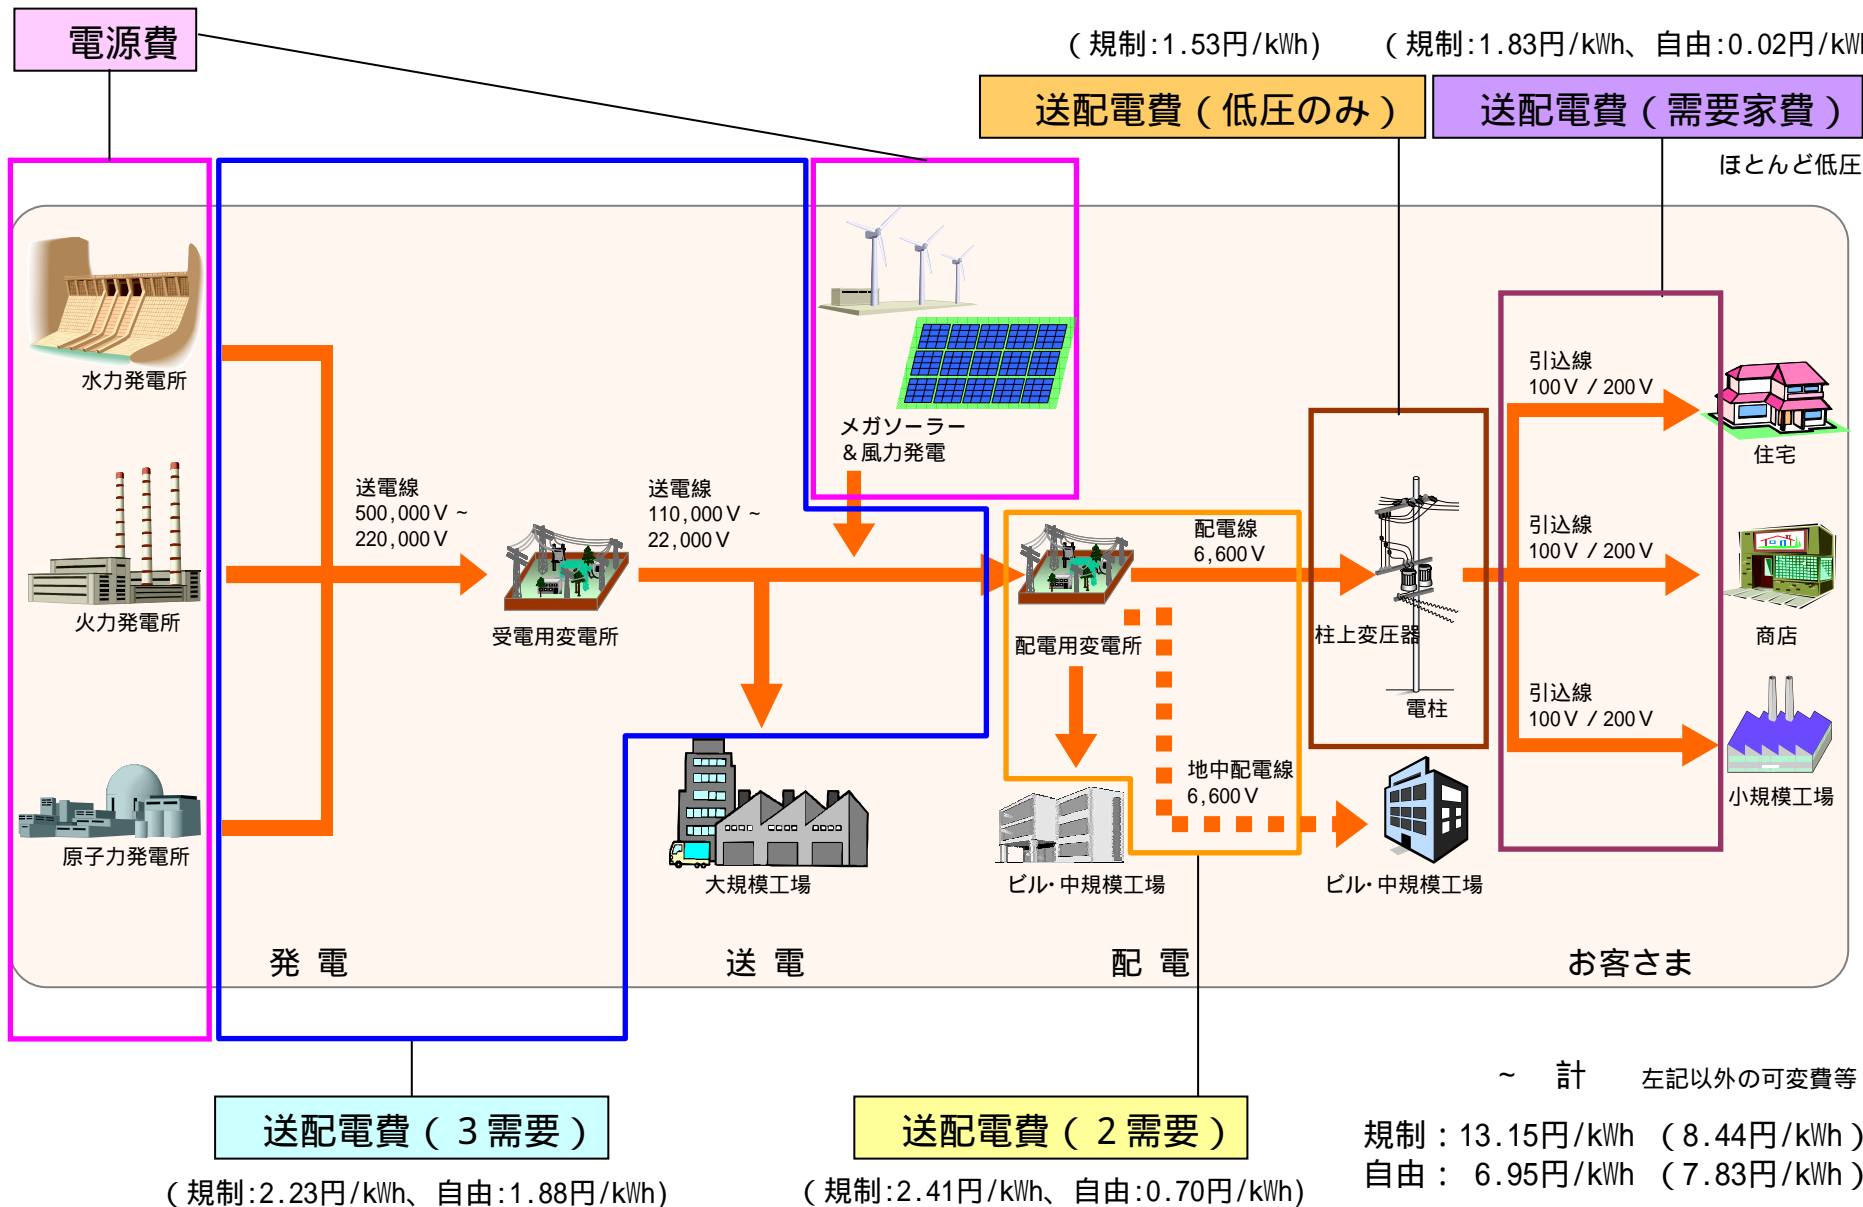 電源費
(規制:1.53円/kWh)
(規制:1.83円/kWh、自由:0.02円/kWh
送配電費(低圧のみ)
送配電費(需要家費)
ほとんど低圧
水力発電所
火力発電所
原子力発電所
送電線
500,000V ~
220,000V
受電用変電所
送電線
110,000V ~
22,000V
メガソーラー
&風力発電
大規模工場
配電用変電所
配電線
6,600V
地中配電線
6,600V
ビル・中規模工場
ビル・中規模工場
柱上変圧器
電柱
引込線
100V / 200V
住宅
引込線
100V / 200V
商店
引込線
100V / 200V
小規模工場
発 電
送 電
配 電
お客さま
送配電費(3需要)
(規制:2.23円/kWh、自由:1.88円/kWh)
送配電費(2需要)
(規制:2.41円/kWh、自由:0.70円/kWh)
~ 計 左記以外の可変費等
規制:13.15円/kWh (8.44円/kWh)
自由: 6.95円/kWh (7.83円/kWh)